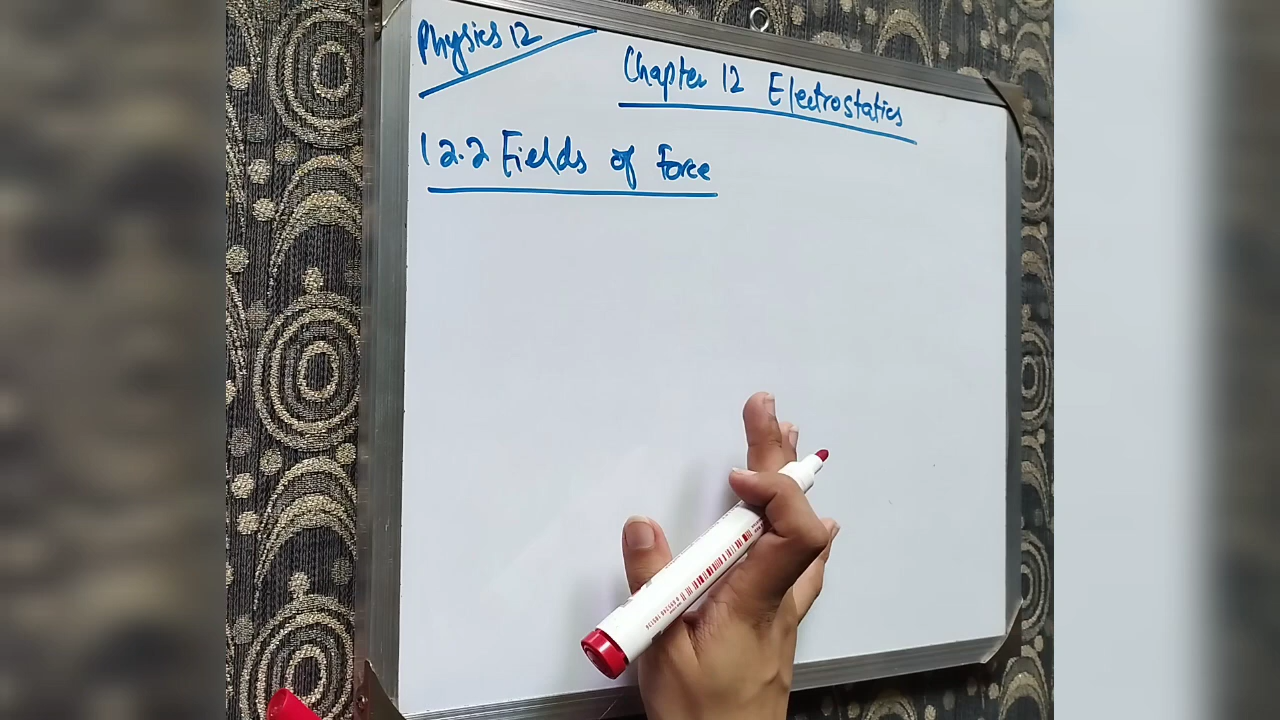 Physics 12
Chapter 12 Electrostatics
12.2 Fields of Force